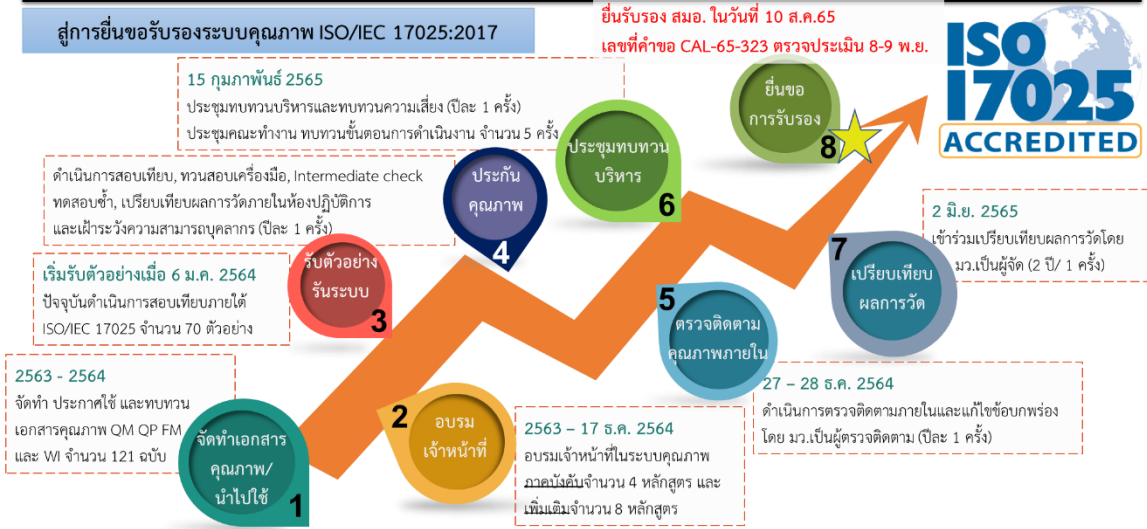 สู่การยื่นขอรับรองระบบคุณภาพ ISO/IEC 17025:2017
ยื่นรับรอง สมอ. ในวันที่ 10 ส.ค.65
เลขที่คำขอ CAL-65-323 ตรวจประเมิน 8-9 พ.ย.
ISO
17025
ACCREDITED
15 กุมภาพันธ์ 2565
ประชุมทบทวนบริหารและทบทวนความเสี่ยง (ปีละ 1 ครั้ง)
ประชุมคณะทำงาน ทบทวนขั้นตอนการดำเนินงาน จำนวน 5 ครั้ง
ประชุมทบทวน
บริหาร
6
ยื่นขอ
การรับรอง
8
ดำเนินการสอบเทียบ, ทวนสอบเครื่องมือ, Intermediate check
ทดสอบซ้ำ, เปรียบเทียบผลการวัดภายในห้องปฏิบัติการ
และเฝ้าระวังความสามารถบุคลากร (ปีละ 1 ครั้ง)
ประกัน
คุณภาพ
4
2 มิ.ย. 2565
เข้าร่วมเปรียบเทียบผลการวัดโดย
มว.เป็นผู้จัด (2 ปี/ 1 ครั้ง)
7
เปรียบเทียบ
ผลการวัด
เริ่มรับตัวอย่างเมื่อ 6 ม.ค. 2564
ปัจจุบันดำเนินการสอบเทียบภายใต้
ISO/IEC 17025 จำนวน 70 ตัวอย่าง
รับตัวอย่าง
รันระบบ
3
5
ตรวจติดตาม
คุณภาพภายใน
27 – 28 ธ.ค. 2564
ดำเนินการตรวจติดตามภายในและแก้ไขข้อบกพร่อง
โดย มว.เป็นผู้ตรวจติดตาม (ปีละ 1 ครั้ง)
2563 - 2564
จัดทำ ประกาศใช้ และทบทวน
เอกสารคุณภาพ QM QP FM
และ WI จำนวน 121 ฉบับ
จัดทำเอกสาร
คุณภาพ/
นำไปใช้
1
2
อบรม
เจ้าหน้าที่
2563 – 17 ธ.ค. 2564
อบรมเจ้าหน้าที่ในระบบคุณภาพ
ภาคบังคับจำนวน 4 หลักสูตร และ
เพิ่มเติมจำนวน 8 หลักสูตร